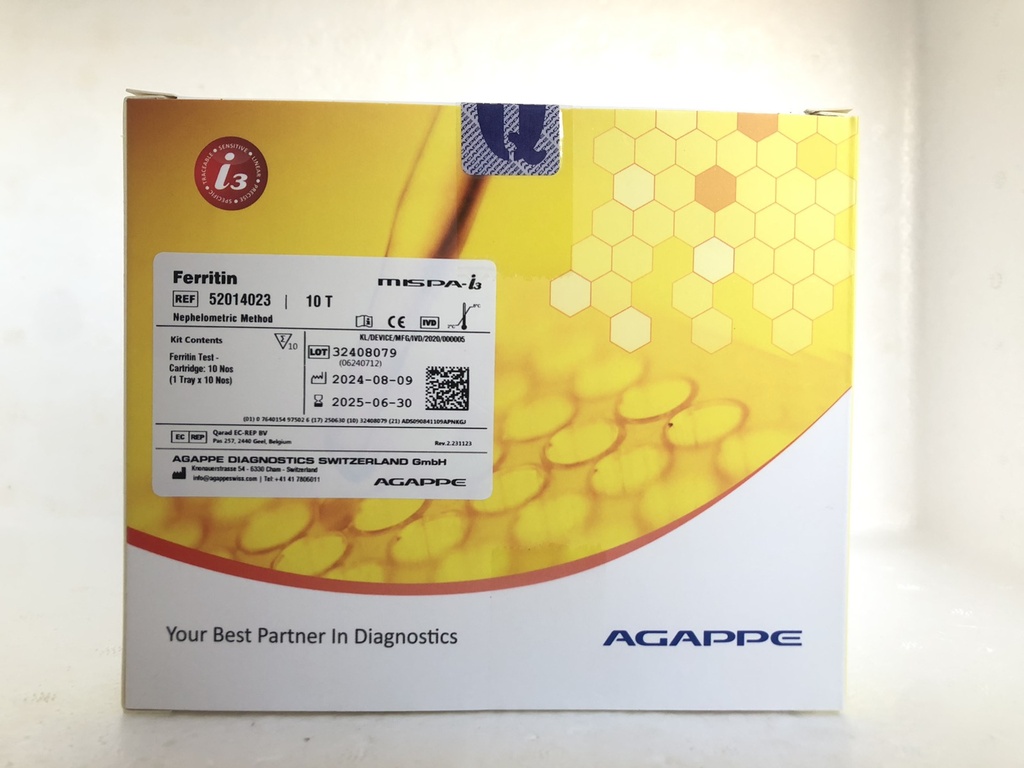 TRACEABLE • SENSITIVE • LINEAR • PRECISE • SPECIFIC •
i3
Ferritin
MISPA-i3
REF 52014023 | 10 T
Nephelometric Method
CE IVD 2°C 8°C
KL/DEVICE/MFG/IVD/2020/000005
Kit Contents
Σ 10
Ferritin Test -
Cartridge: 10 Nos
(1 Tray x 10 Nos)
LOT 32408079
(06240712)
2024-08-09
2025-06-30
(01) 0 7640154 97502 6 (17) 250630 (10) 32408079 (21) ADS096841109APNKGJ
EC REP Qarad EC-REP BV
Pas 257, 2440 Geel, Belgium
Rev.2.231123
AGAPPE DIAGNOSTICS SWITZERLAND GmbH
Knonauerstrasse 54 - 6330 Cham - Switzerland
info@agappeswiss.com | Tel:+41 41 7806011
AGAPPE
Your Best Partner In Diagnostics
AGAPPE